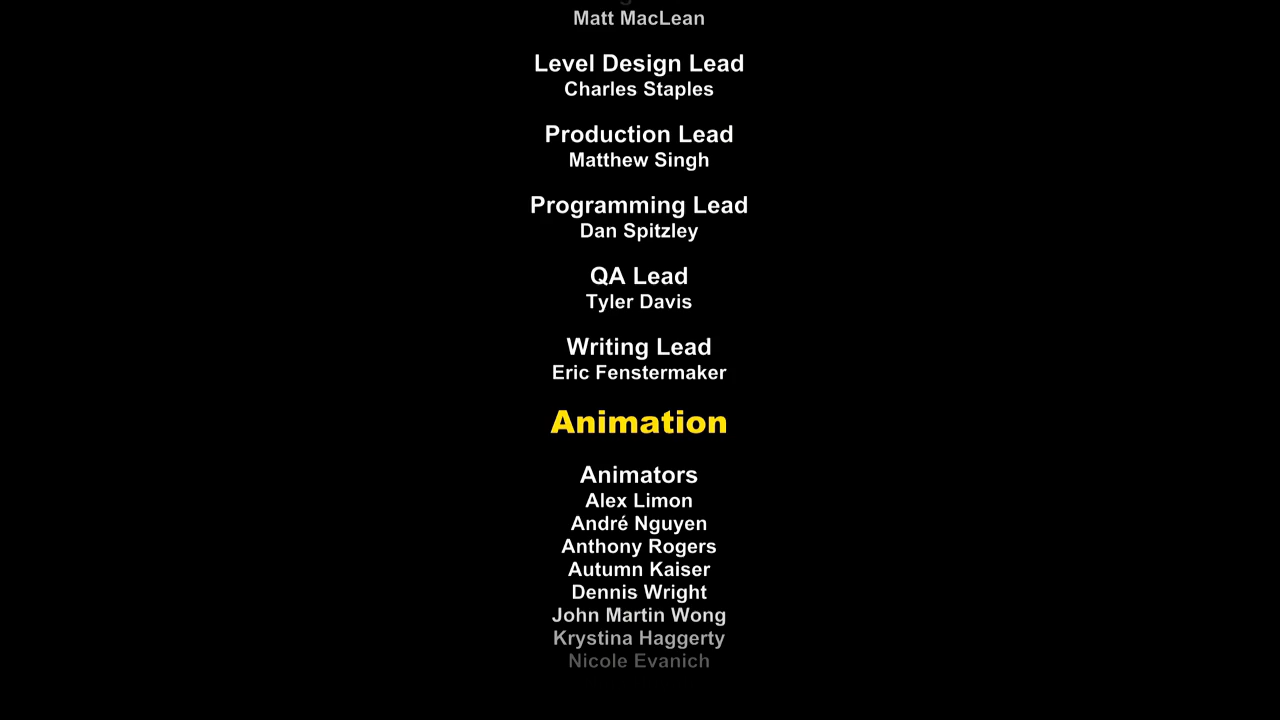 Matt MacLean
Level Design Lead
Charles Staples
Production Lead
Matthew Singh
Programming Lead
Dan Spitzley
QA Lead
Tyler Davis
Writing Lead
Eric Fenstermaker
Animation
Animators
Alex Limon
André Nguyen
Anthony Rogers
Autumn Kaiser
Dennis Wright
John Martin Wong
Krystina Haggerty
Nicole Evanich